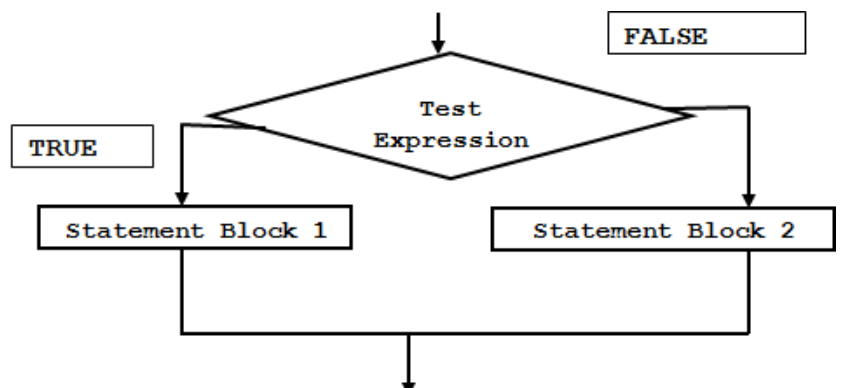 FALSE
Test
Expression
TRUE
Statement Block 1
Statement Block 2